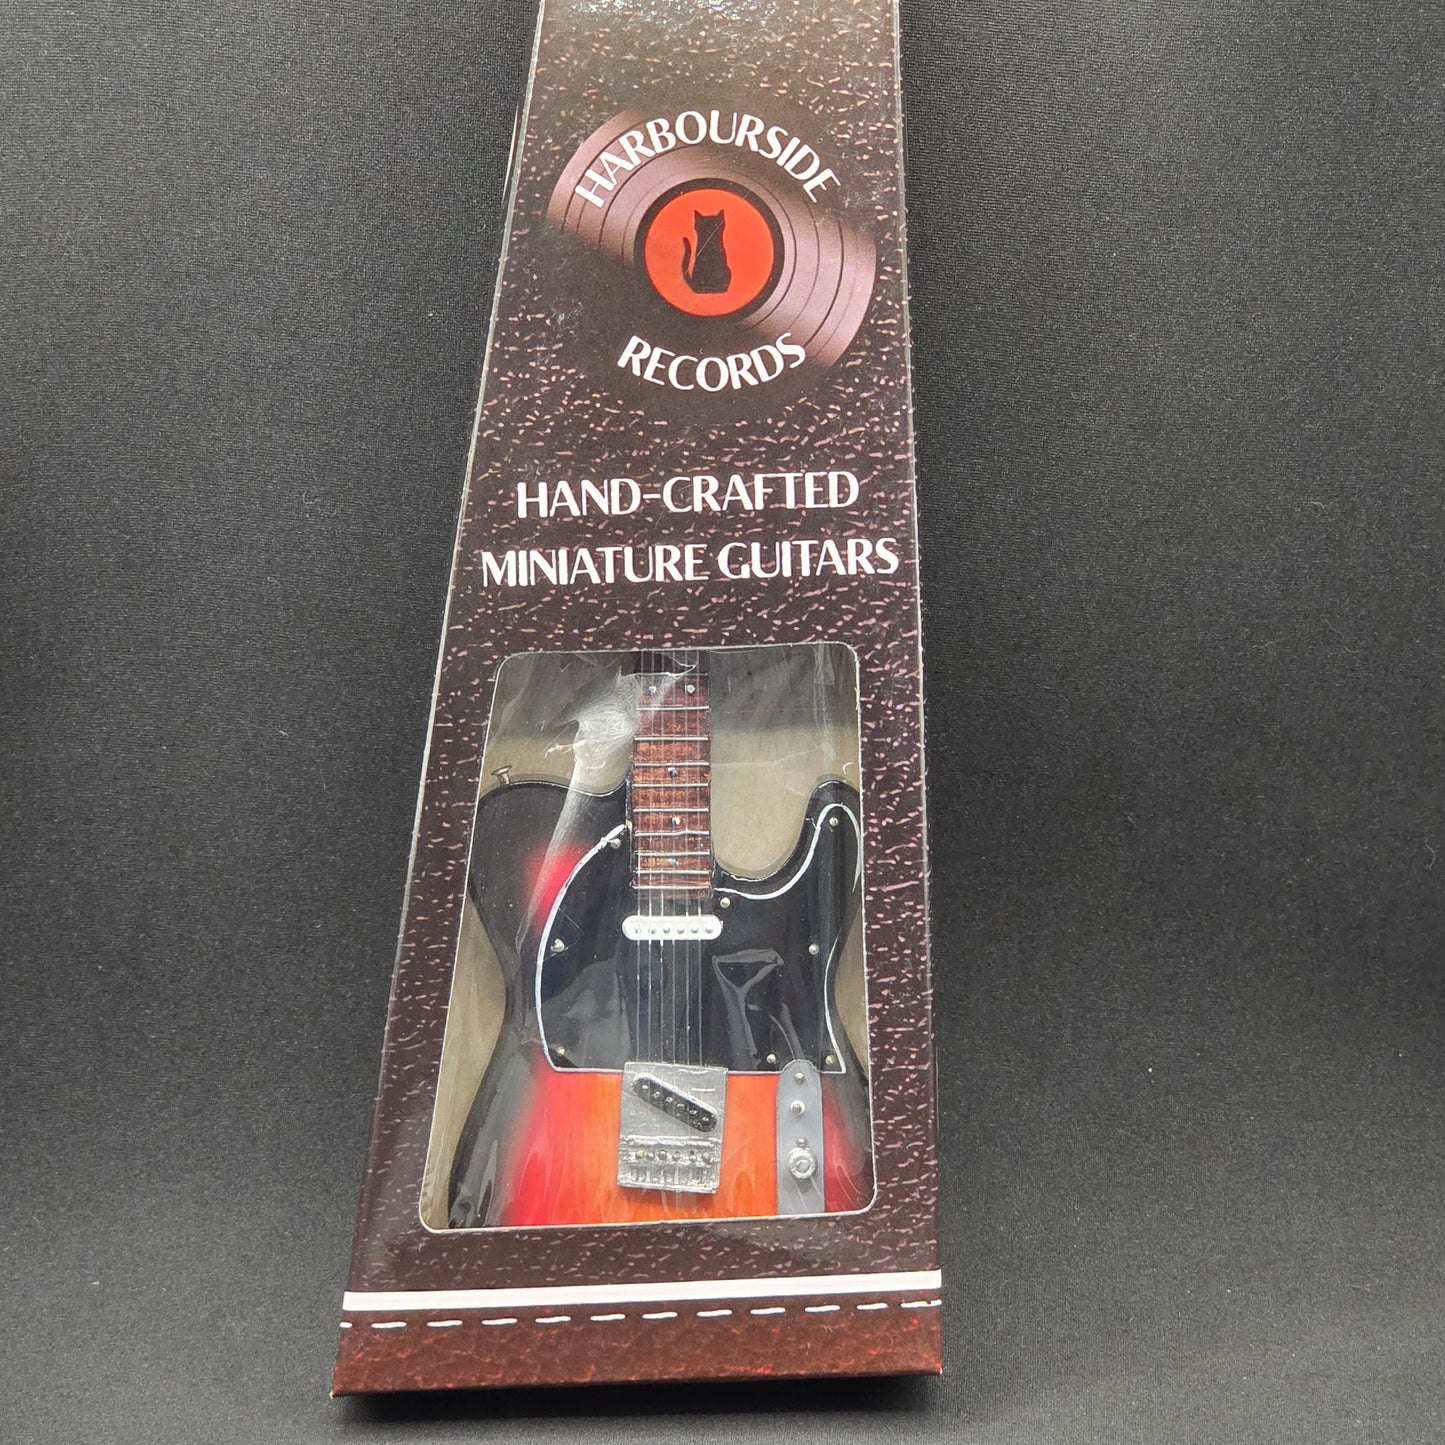 HARBOURSIDE
RECORDS
HAND-CRAFTED
MINIATURE GUITARS